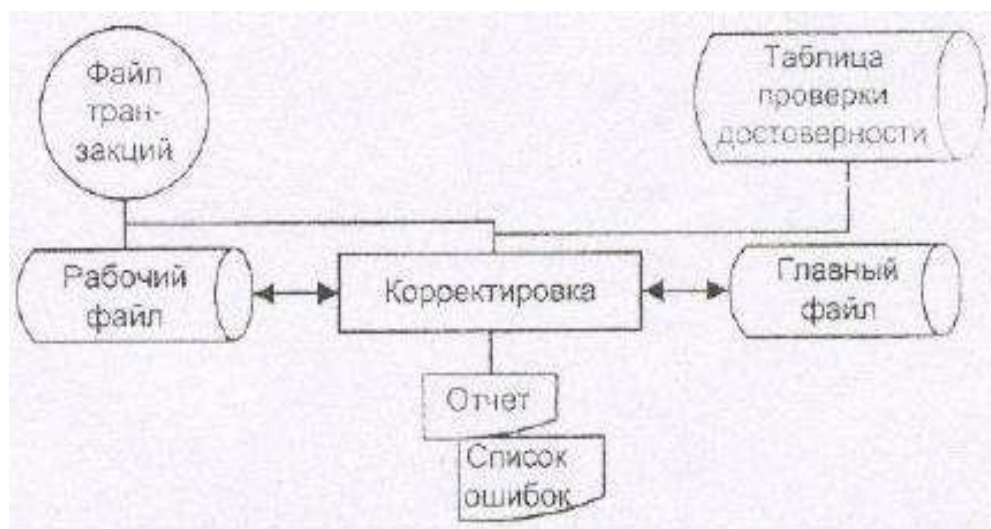 Файл
тран-
закций
Таблица
проверки
достоверности
Рабочий
файл
Корректировка
Главный
файл
Отчет
Список
ошибок